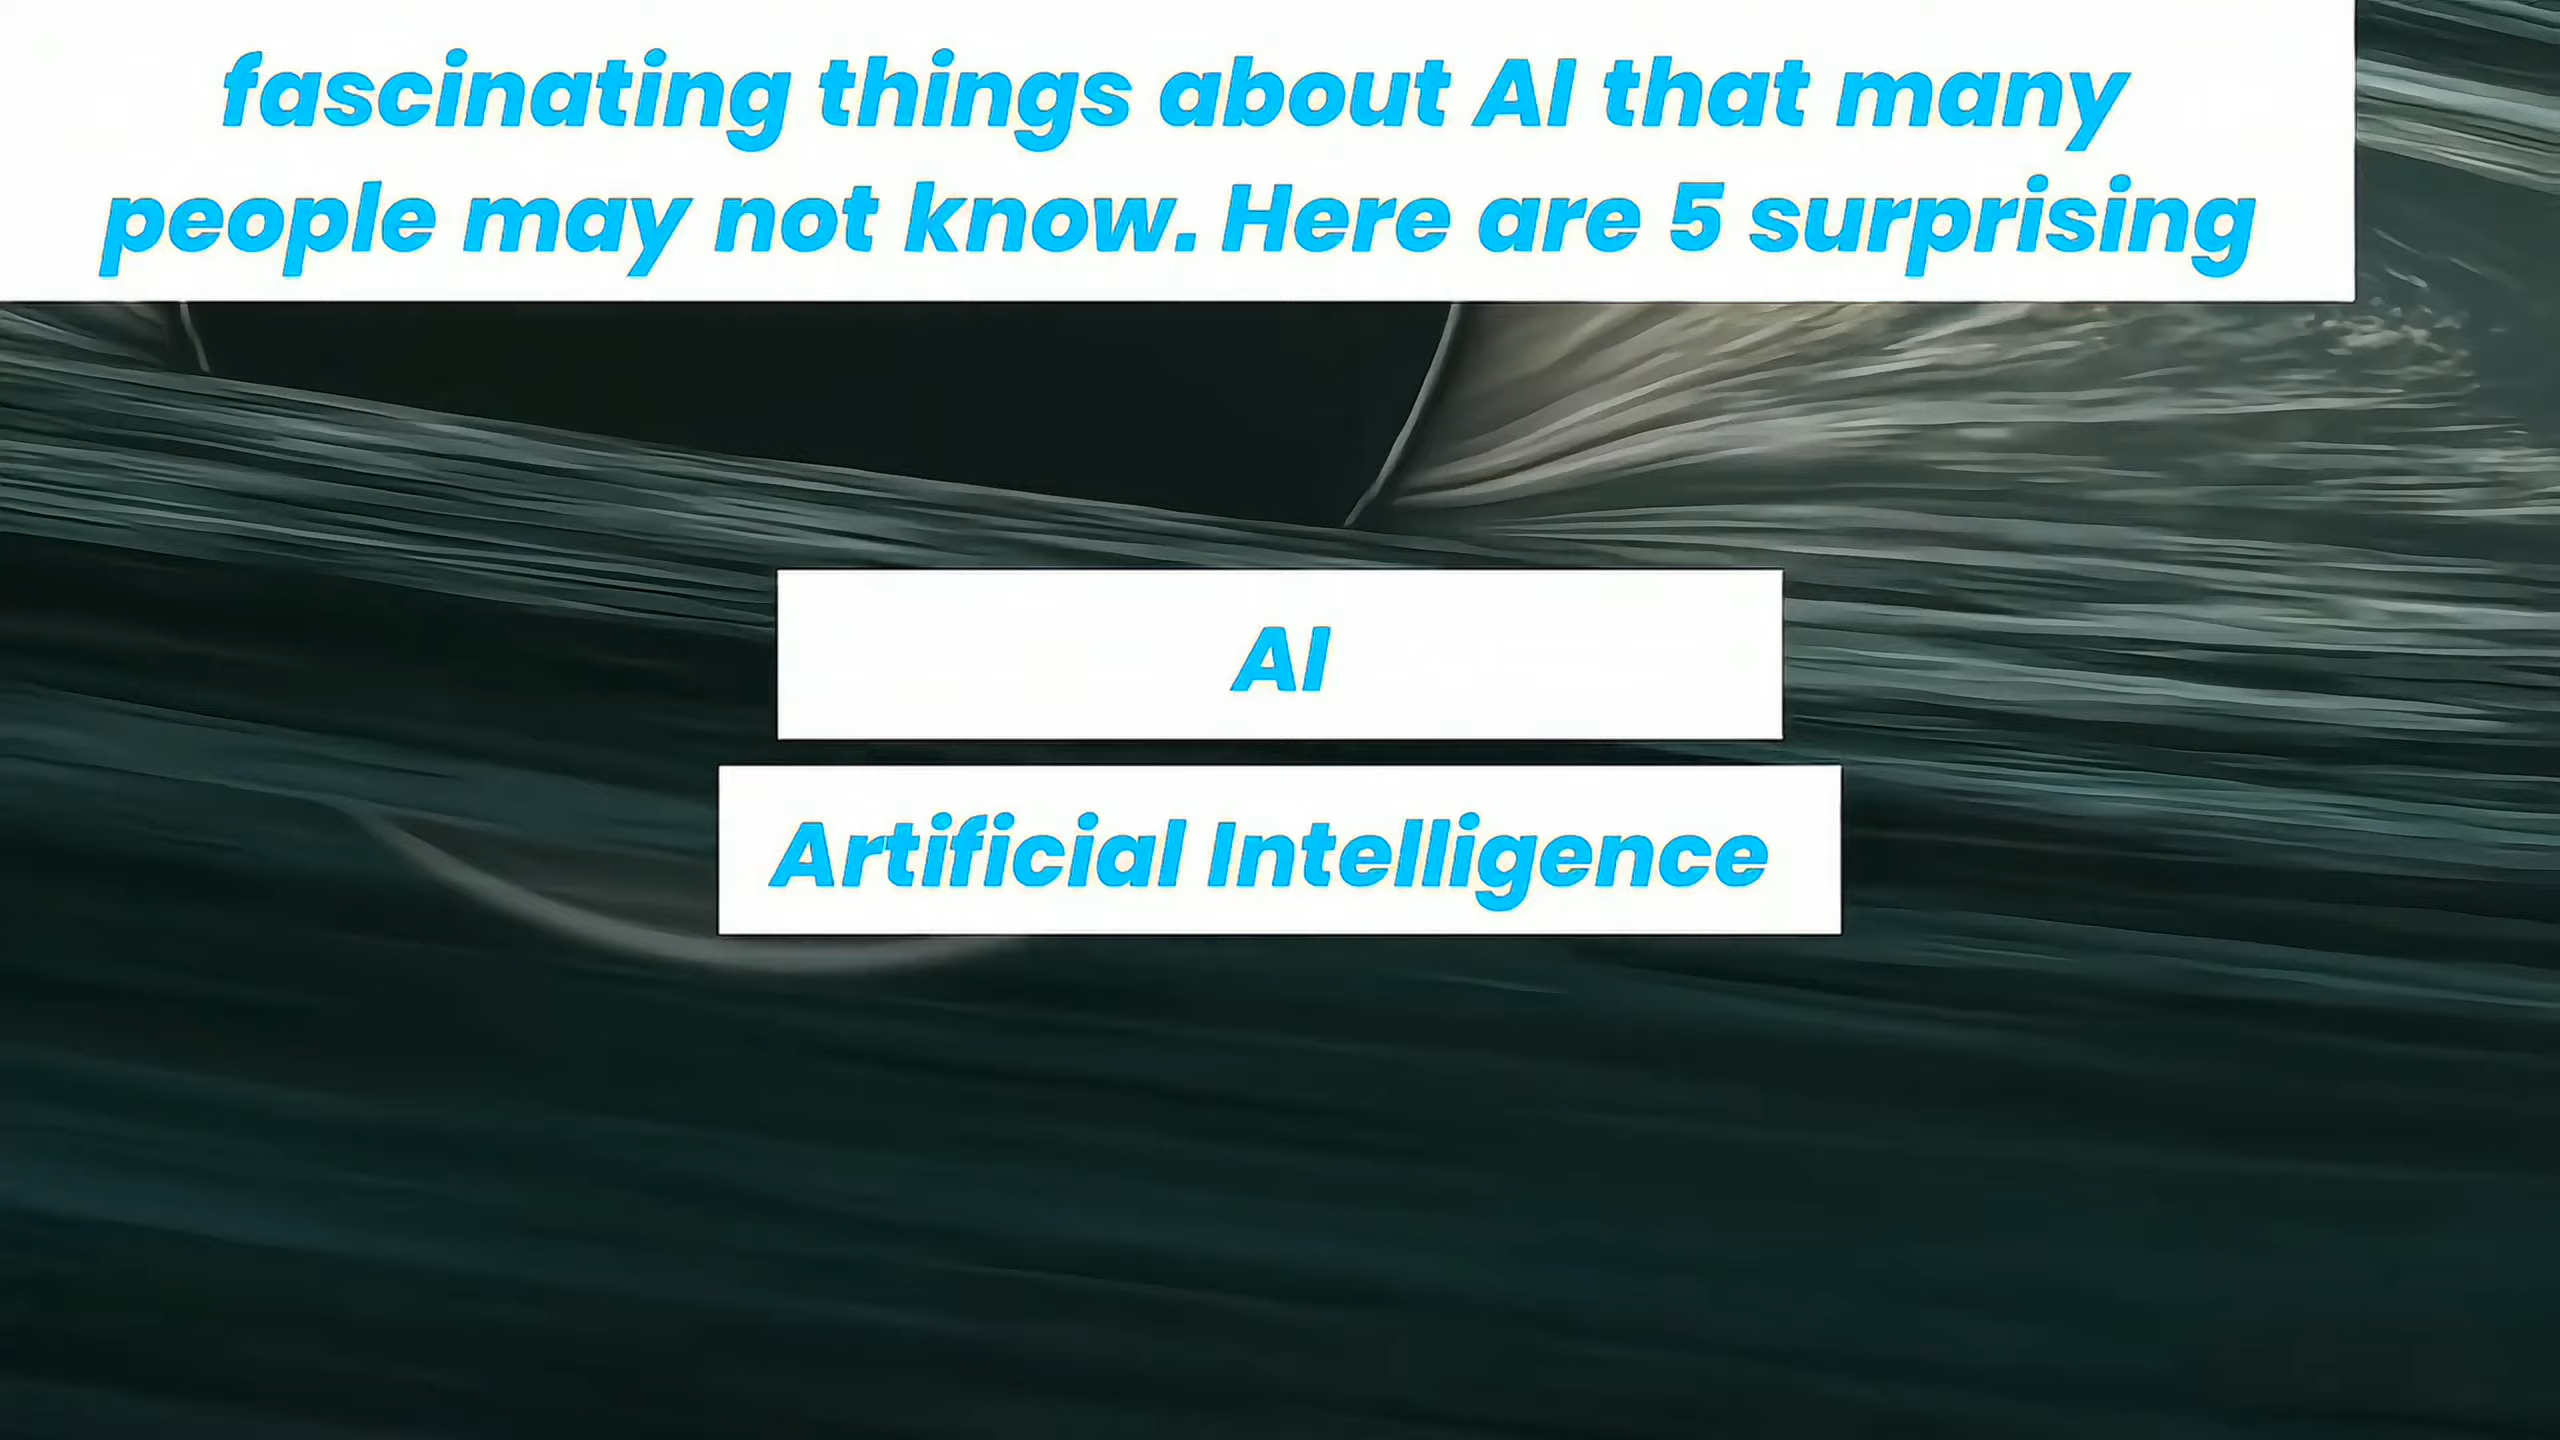 fascinating things about AI that many
people may not know. Here are 5 surprising
AI
Artificial Intelligence